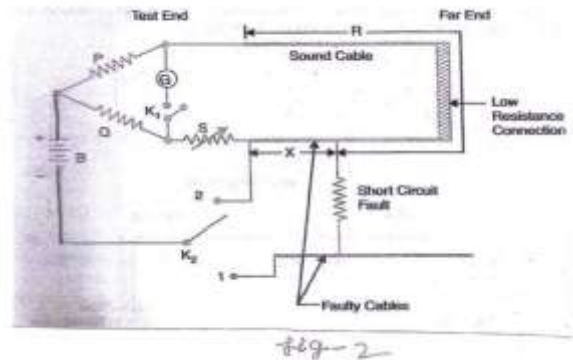 Test End
Far End
R
P
Sound Cable
G
K1
Low
Resistance
Connection
Q
S
X
+
B
-
2
Short Circuit
Fault
K2
1
Faulty Cables
fig-2